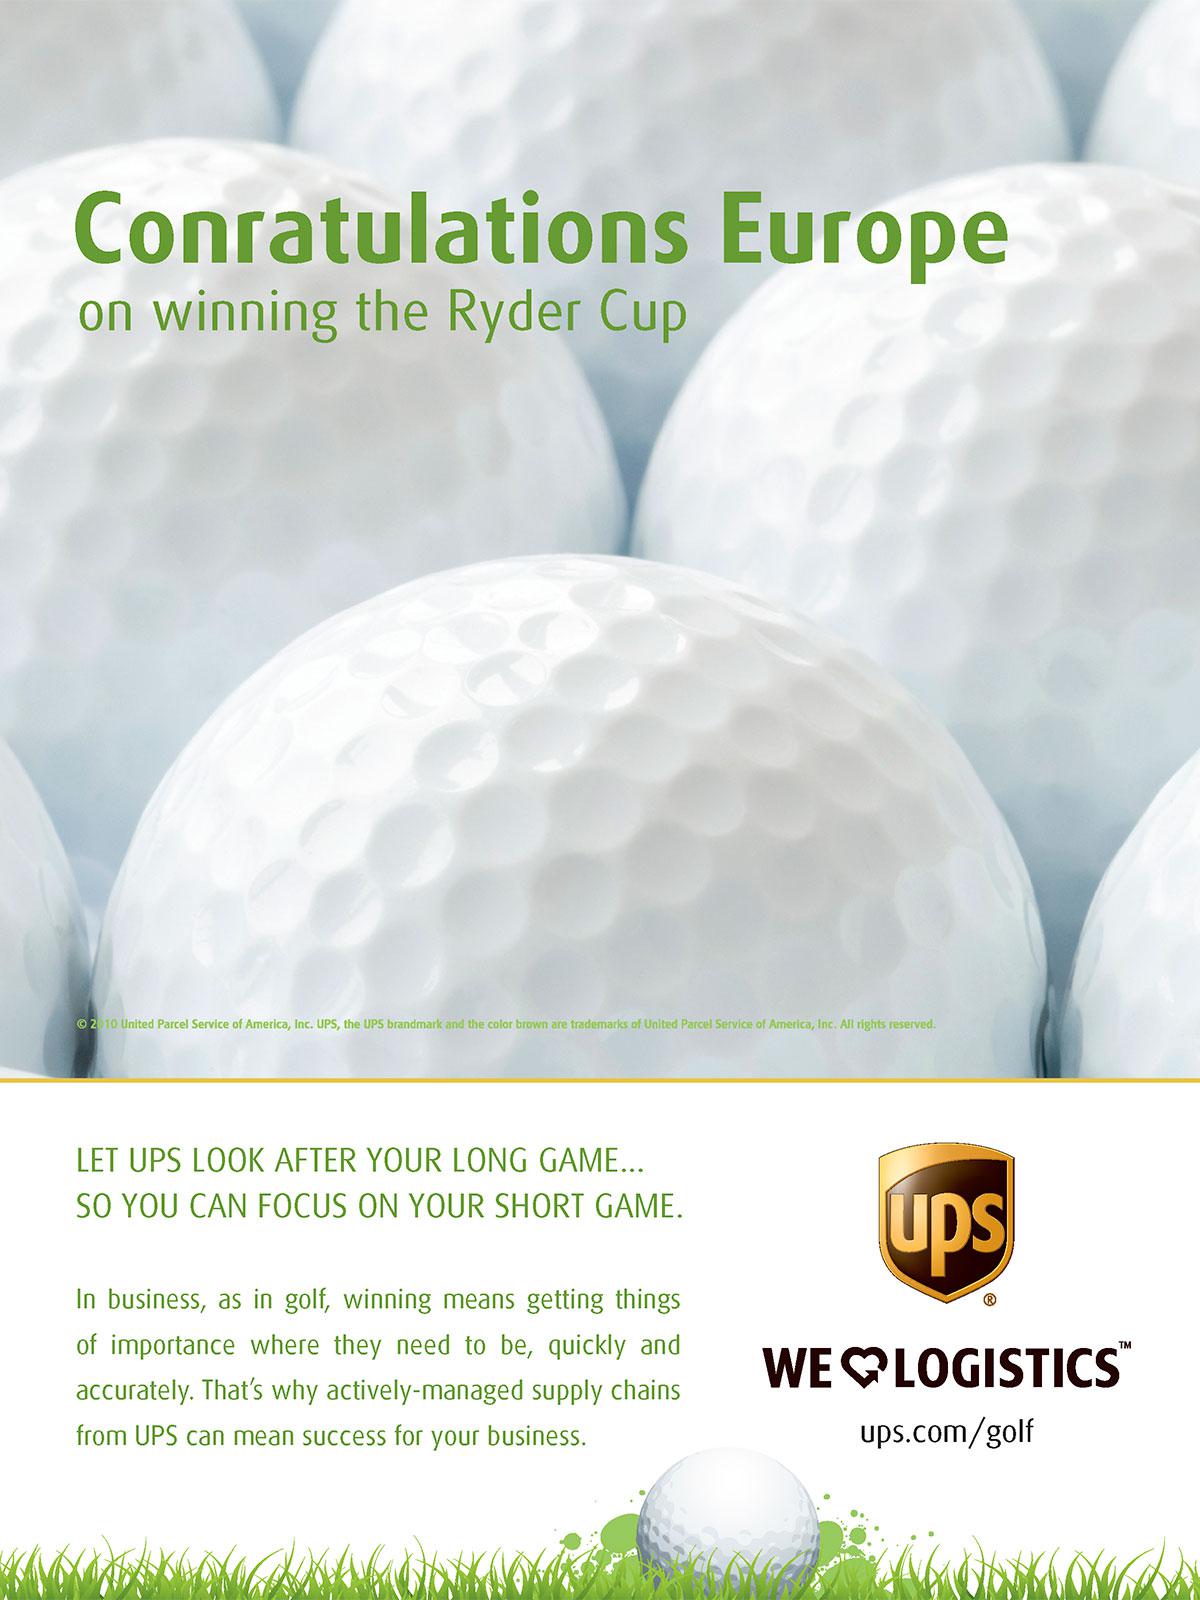 Conratulations Europe
on winning the Ryder Cup
© 2010 United Parcel Service of America, Inc. UPS, the UPS brandmark and the color brown are trademarks of United Parcel Service of America, Inc. All rights reserved.
LET UPS LOOK AFTER YOUR LONG GAME...
SO YOU CAN FOCUS ON YOUR SHORT GAME.
In business, as in golf, winning means getting things
of importance where they need to be, quickly and
accurately. That's why actively-managed supply chains
from UPS can mean success for your business.
ups
®
WE LOGISTICS™
ups.com/golf